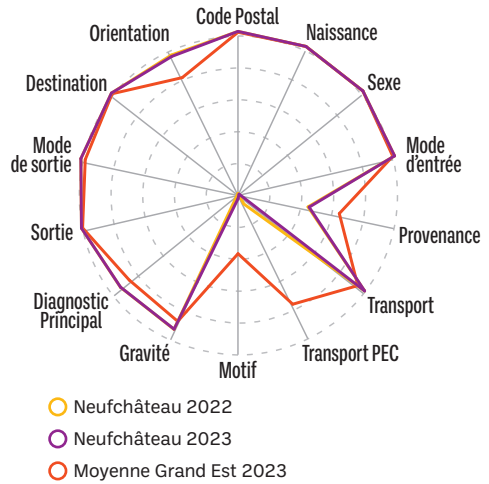 Code Postal
Naissance
Sexe
Mode
d'entrée
Provenance
Transport
Transport PEC
Motif
Gravité
Diagnostic
Principal
Sortie
Mode
de sortie
Destination
Orientation
Neufchâteau 2022
Neufchâteau 2023
Moyenne Grand Est 2023